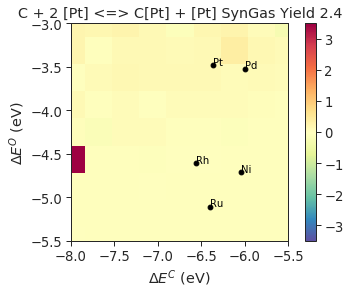 C + 2 [Pt] <=> C[Pt] + [Pt] SynGas Yield 2.4
−3.0
−3.5
−4.0
−4.5
−5.0
−5.5
ΔE^O (eV)
Pt
Pd
Rh
Ni
Ru
−8.0 −7.5 −7.0 −6.5 −6.0 −5.5
ΔE^C (eV)
3
2
1
0
−1
−2
−3